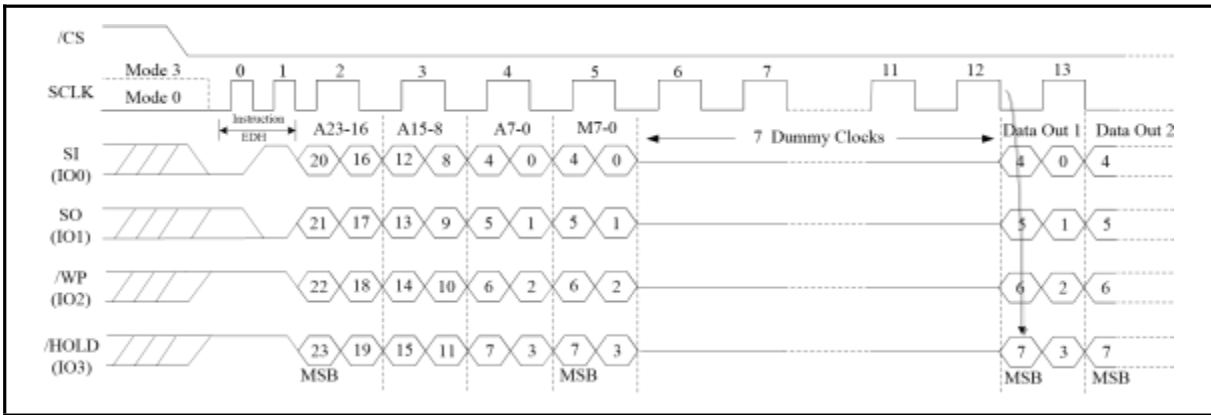 /CS
Mode 3 0 1 2 3 4 5 6 7 11 12 13
SCLK Mode 0
Instruction EDH A23-16 A15-8 A7-0 M7-0 7 Dummy Clocks Data Out 1 Data Out 2
SI (IO0) 20 16 12 8 4 0 4 0 4 0 4
SO (IO1) 21 17 13 9 5 1 5 1 5 1 5
/WP (IO2) 22 18 14 10 6 2 6 2 6 2 6
/HOLD (IO3) 23 19 15 11 7 3 7 3 7 3 7
MSB MSB MSB MSB